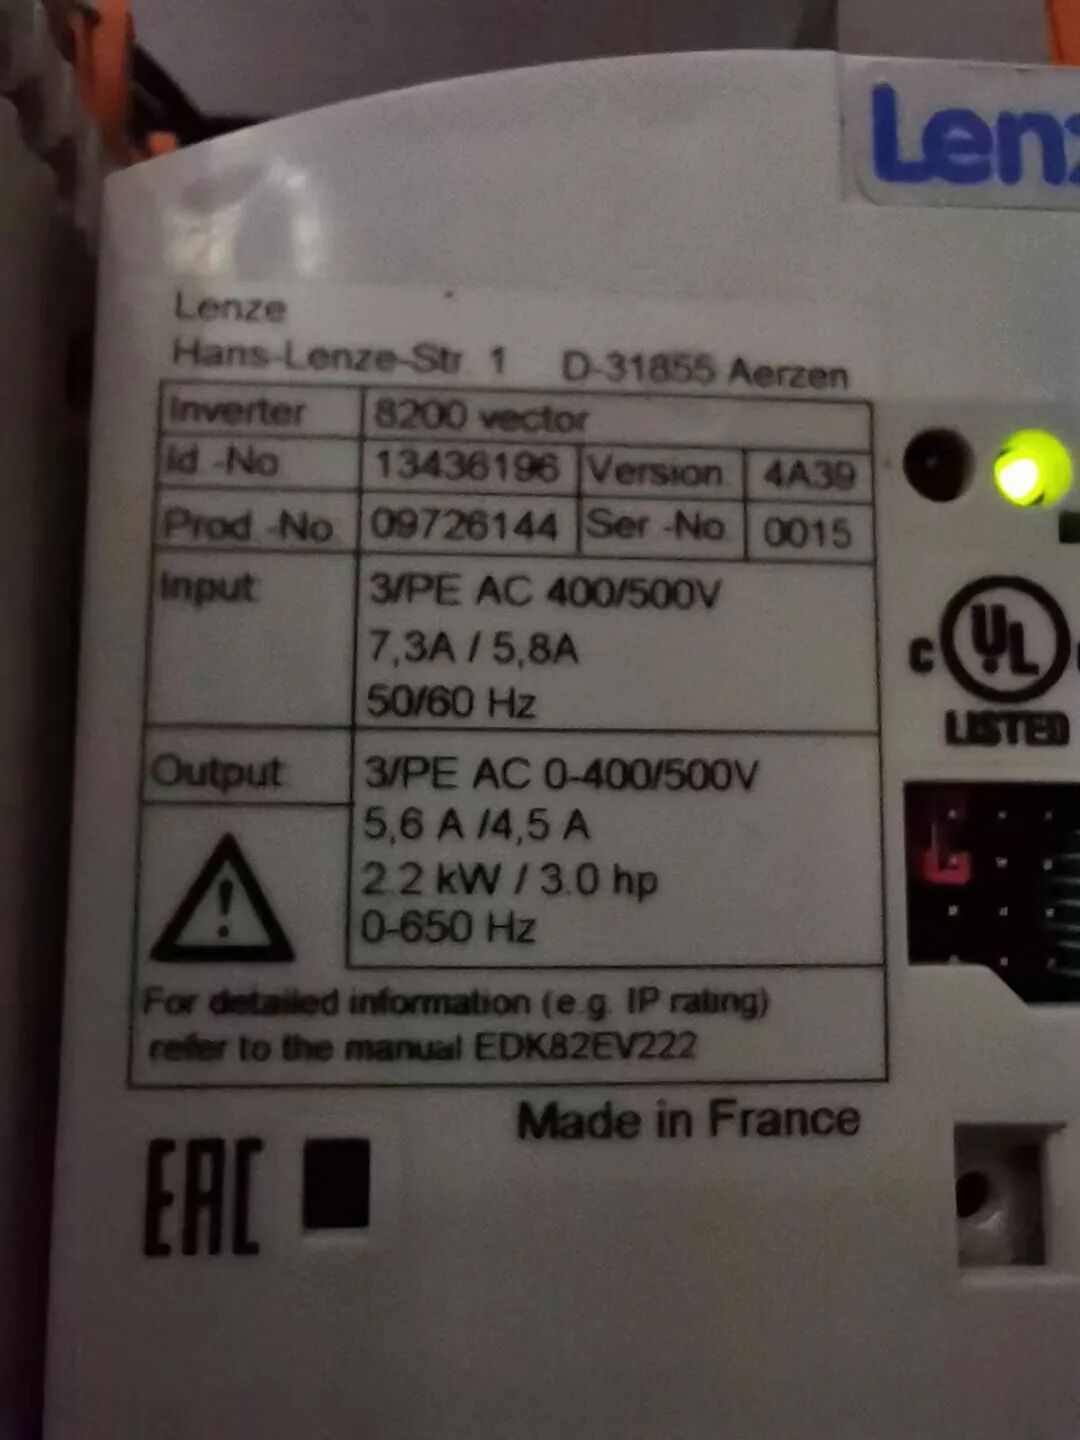 Lenz
Lenze
Hans-Lenze-Str 1 D-31855 Aerzen
Inverter 8200 vector
Id.-No 13436196 Version 4A39
Prod.-No. 09726144 Ser.-No. 0015
Input 3/PE AC 400/500V
7,3A / 5,8A
50/60 Hz
Output 3/PE AC 0-400/500V
5,6 A /4,5 A
2.2 kW / 3.0 hp
0-650 Hz
For detailed information (e.g. IP rating)
refer to the manual EDK82EV222
Made in France
EAC
C UL
LISTED